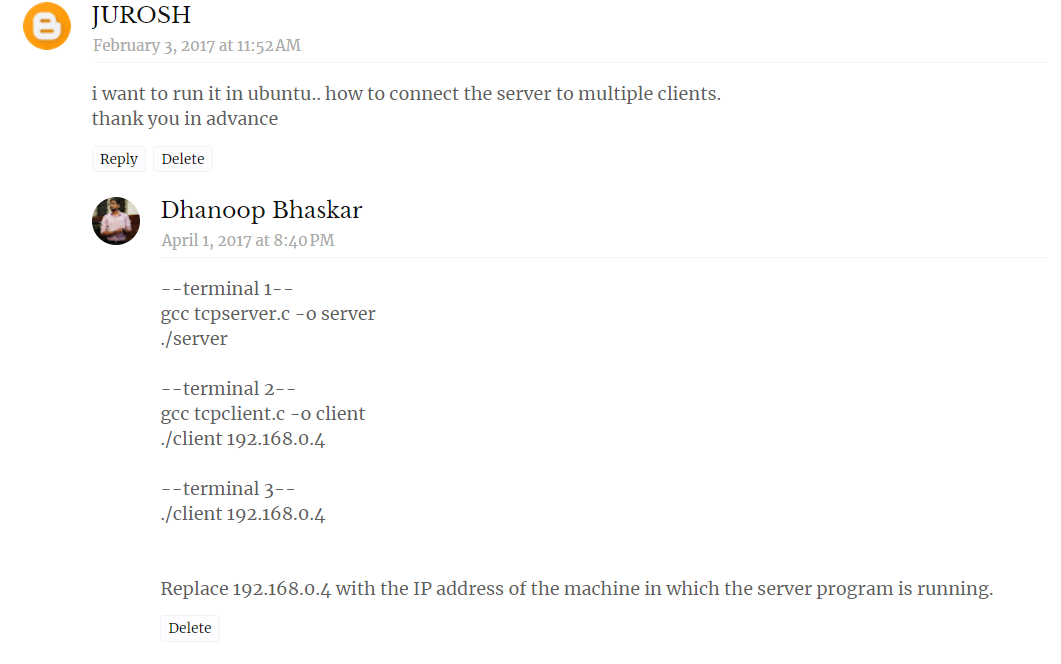 JUROSH
February 3, 2017 at 11:52 AM
i want to run it in ubuntu.. how to connect the server to multiple clients.
thank you in advance
Reply Delete
Dhanoop Bhaskar
April 1, 2017 at 8:40 PM
--terminal 1--
gcc tcpserver.c -o server
./server
--terminal 2--
gcc tcpclient.c -o client
./client 192.168.0.4
--terminal 3--
./client 192.168.0.4
Replace 192.168.0.4 with the IP address of the machine in which the server program is running.
Delete